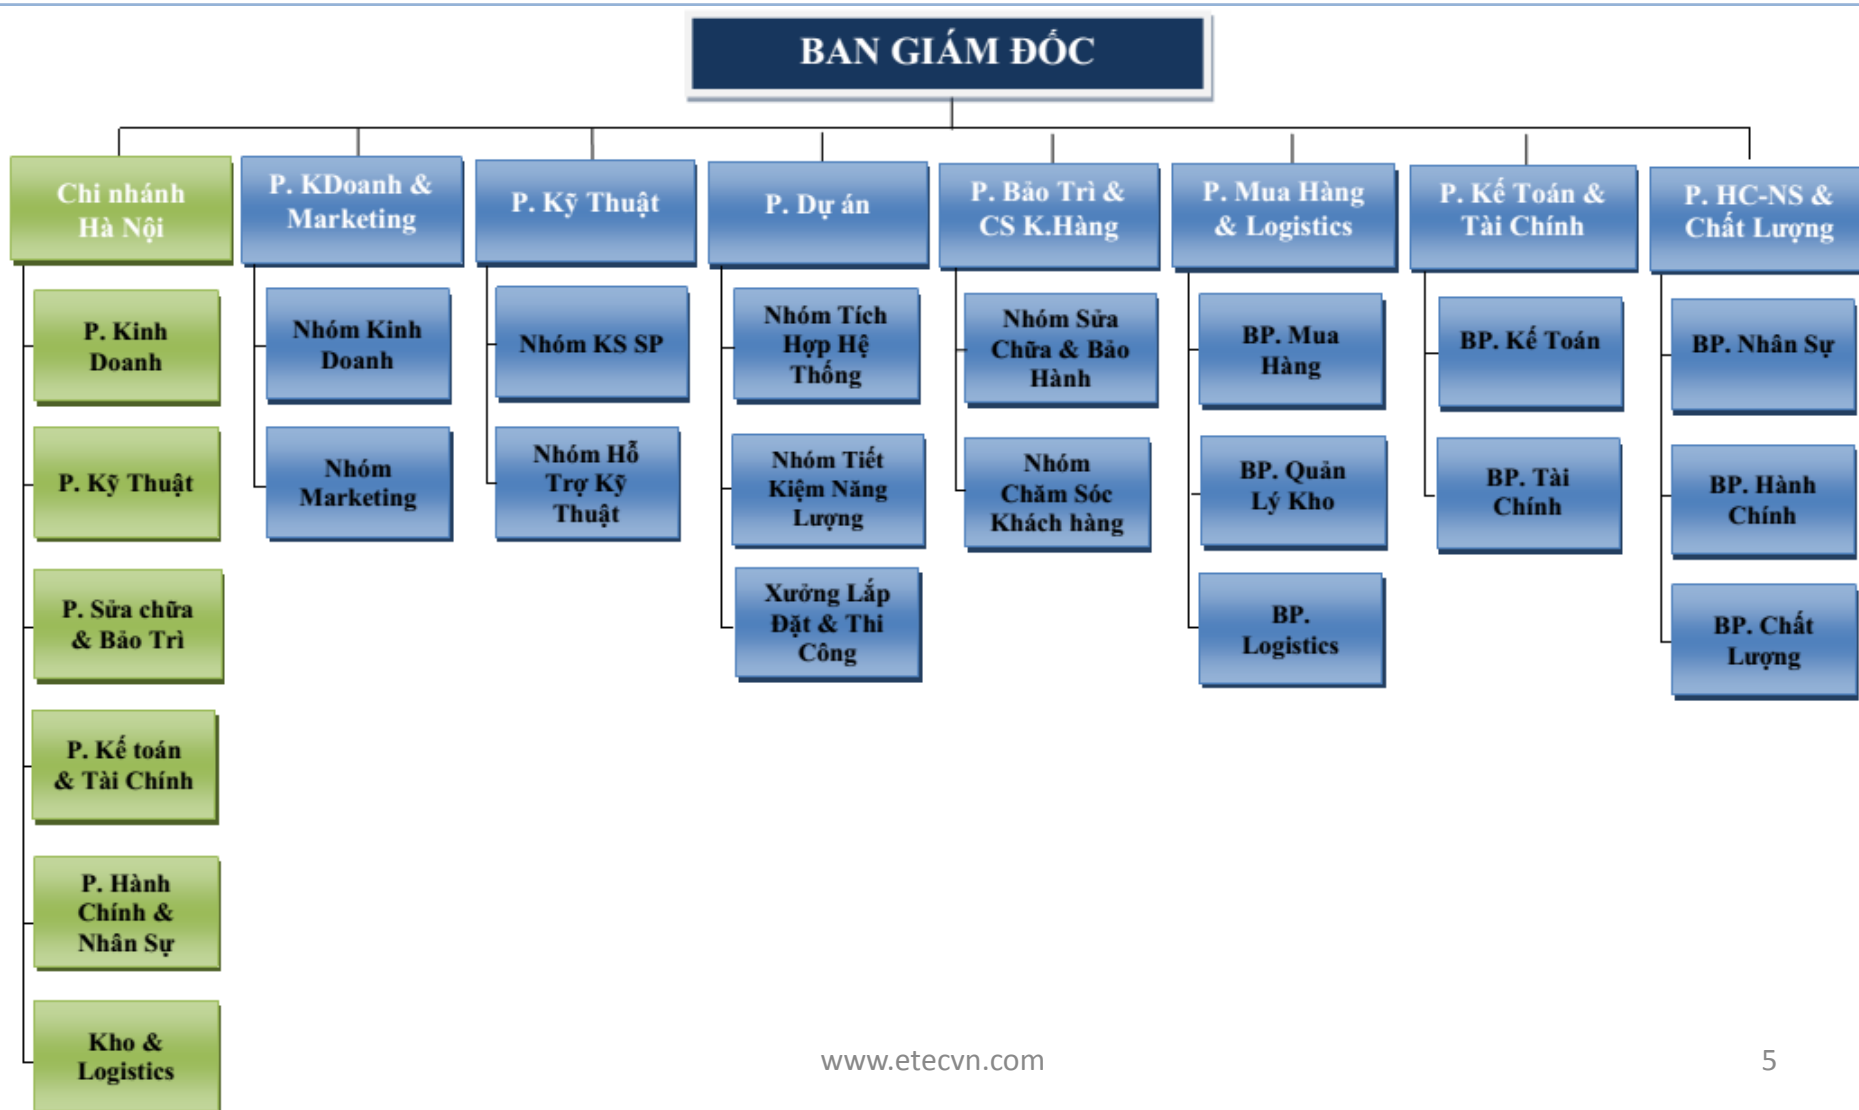 BAN GIÁM ĐỐC
Chi nhánh
Hà Nội
P. Kinh
Doanh
P. Kỹ Thuật
P. Sửa chữa
& Bảo Trì
P. Kế toán
& Tài Chính
P. Hành
Chính &
Nhân Sự
Kho &
Logistics
P. KDoanh &
Marketing
Nhóm Kinh
Doanh
Nhóm
Marketing
P. Kỹ Thuật
Nhóm KS SP
Nhóm Hỗ
Trợ Kỹ
Thuật
P. Dự án
Nhóm Tích
Hợp Hệ
Thống
Nhóm Tiết
Kiệm Năng
Lượng
Xưởng Lắp
Đặt & Thi
Công
P. Bảo Trì &
CS K.Hàng
Nhóm Sửa
Chữa & Bảo
Hành
Nhóm
Chăm Sóc
Khách hàng
P. Mua Hàng
& Logistics
BP. Mua
Hàng
BP. Quản
Lý Kho
BP.
Logistics
P. Kế Toán &
Tài Chính
BP. Kế Toán
BP. Tài
Chính
P. HC-NS &
Chất Lượng
BP. Nhân Sự
BP. Hành
Chính
BP. Chất
Lượng
www.etecvn.com
5